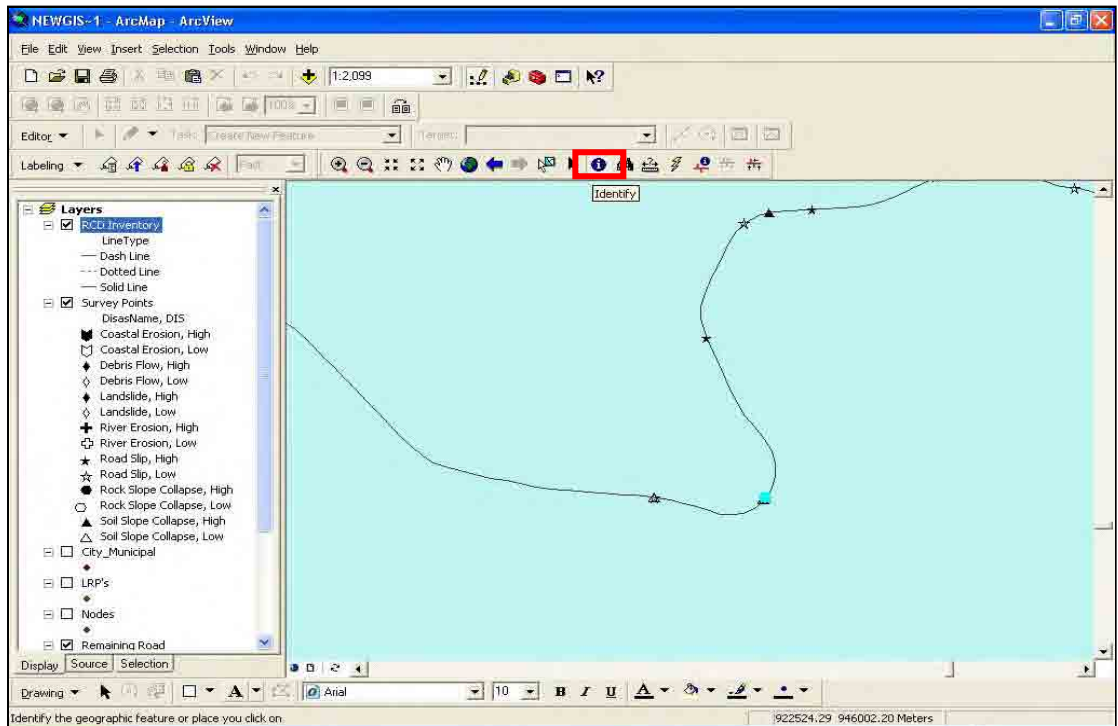 NEWGIS~1 - ArcMap - ArcView
File Edit View Insert Selection Tools Window Help
1:2,099
100%
Editor Task: Create New Feature Target:
Labeling Fast
Identify
Layers
RCD Inventory
LineType
Dash Line
Dotted Line
Solid Line
Survey Points
DisasName, DIS
Coastal Erosion, High
Coastal Erosion, Low
Debris Flow, High
Debris Flow, Low
Landslide, High
Landslide, Low
River Erosion, High
River Erosion, Low
Road Slip, High
Road Slip, Low
Rock Slope Collapse, High
Rock Slope Collapse, Low
Soil Slope Collapse, High
Soil Slope Collapse, Low
City_Municipal
LRP's
Nodes
Remaining Road
Display Source Selection
Drawing A Arial 10 B I U A
Identify the geographic feature or place you click on
922524.29 946002.20 Meters